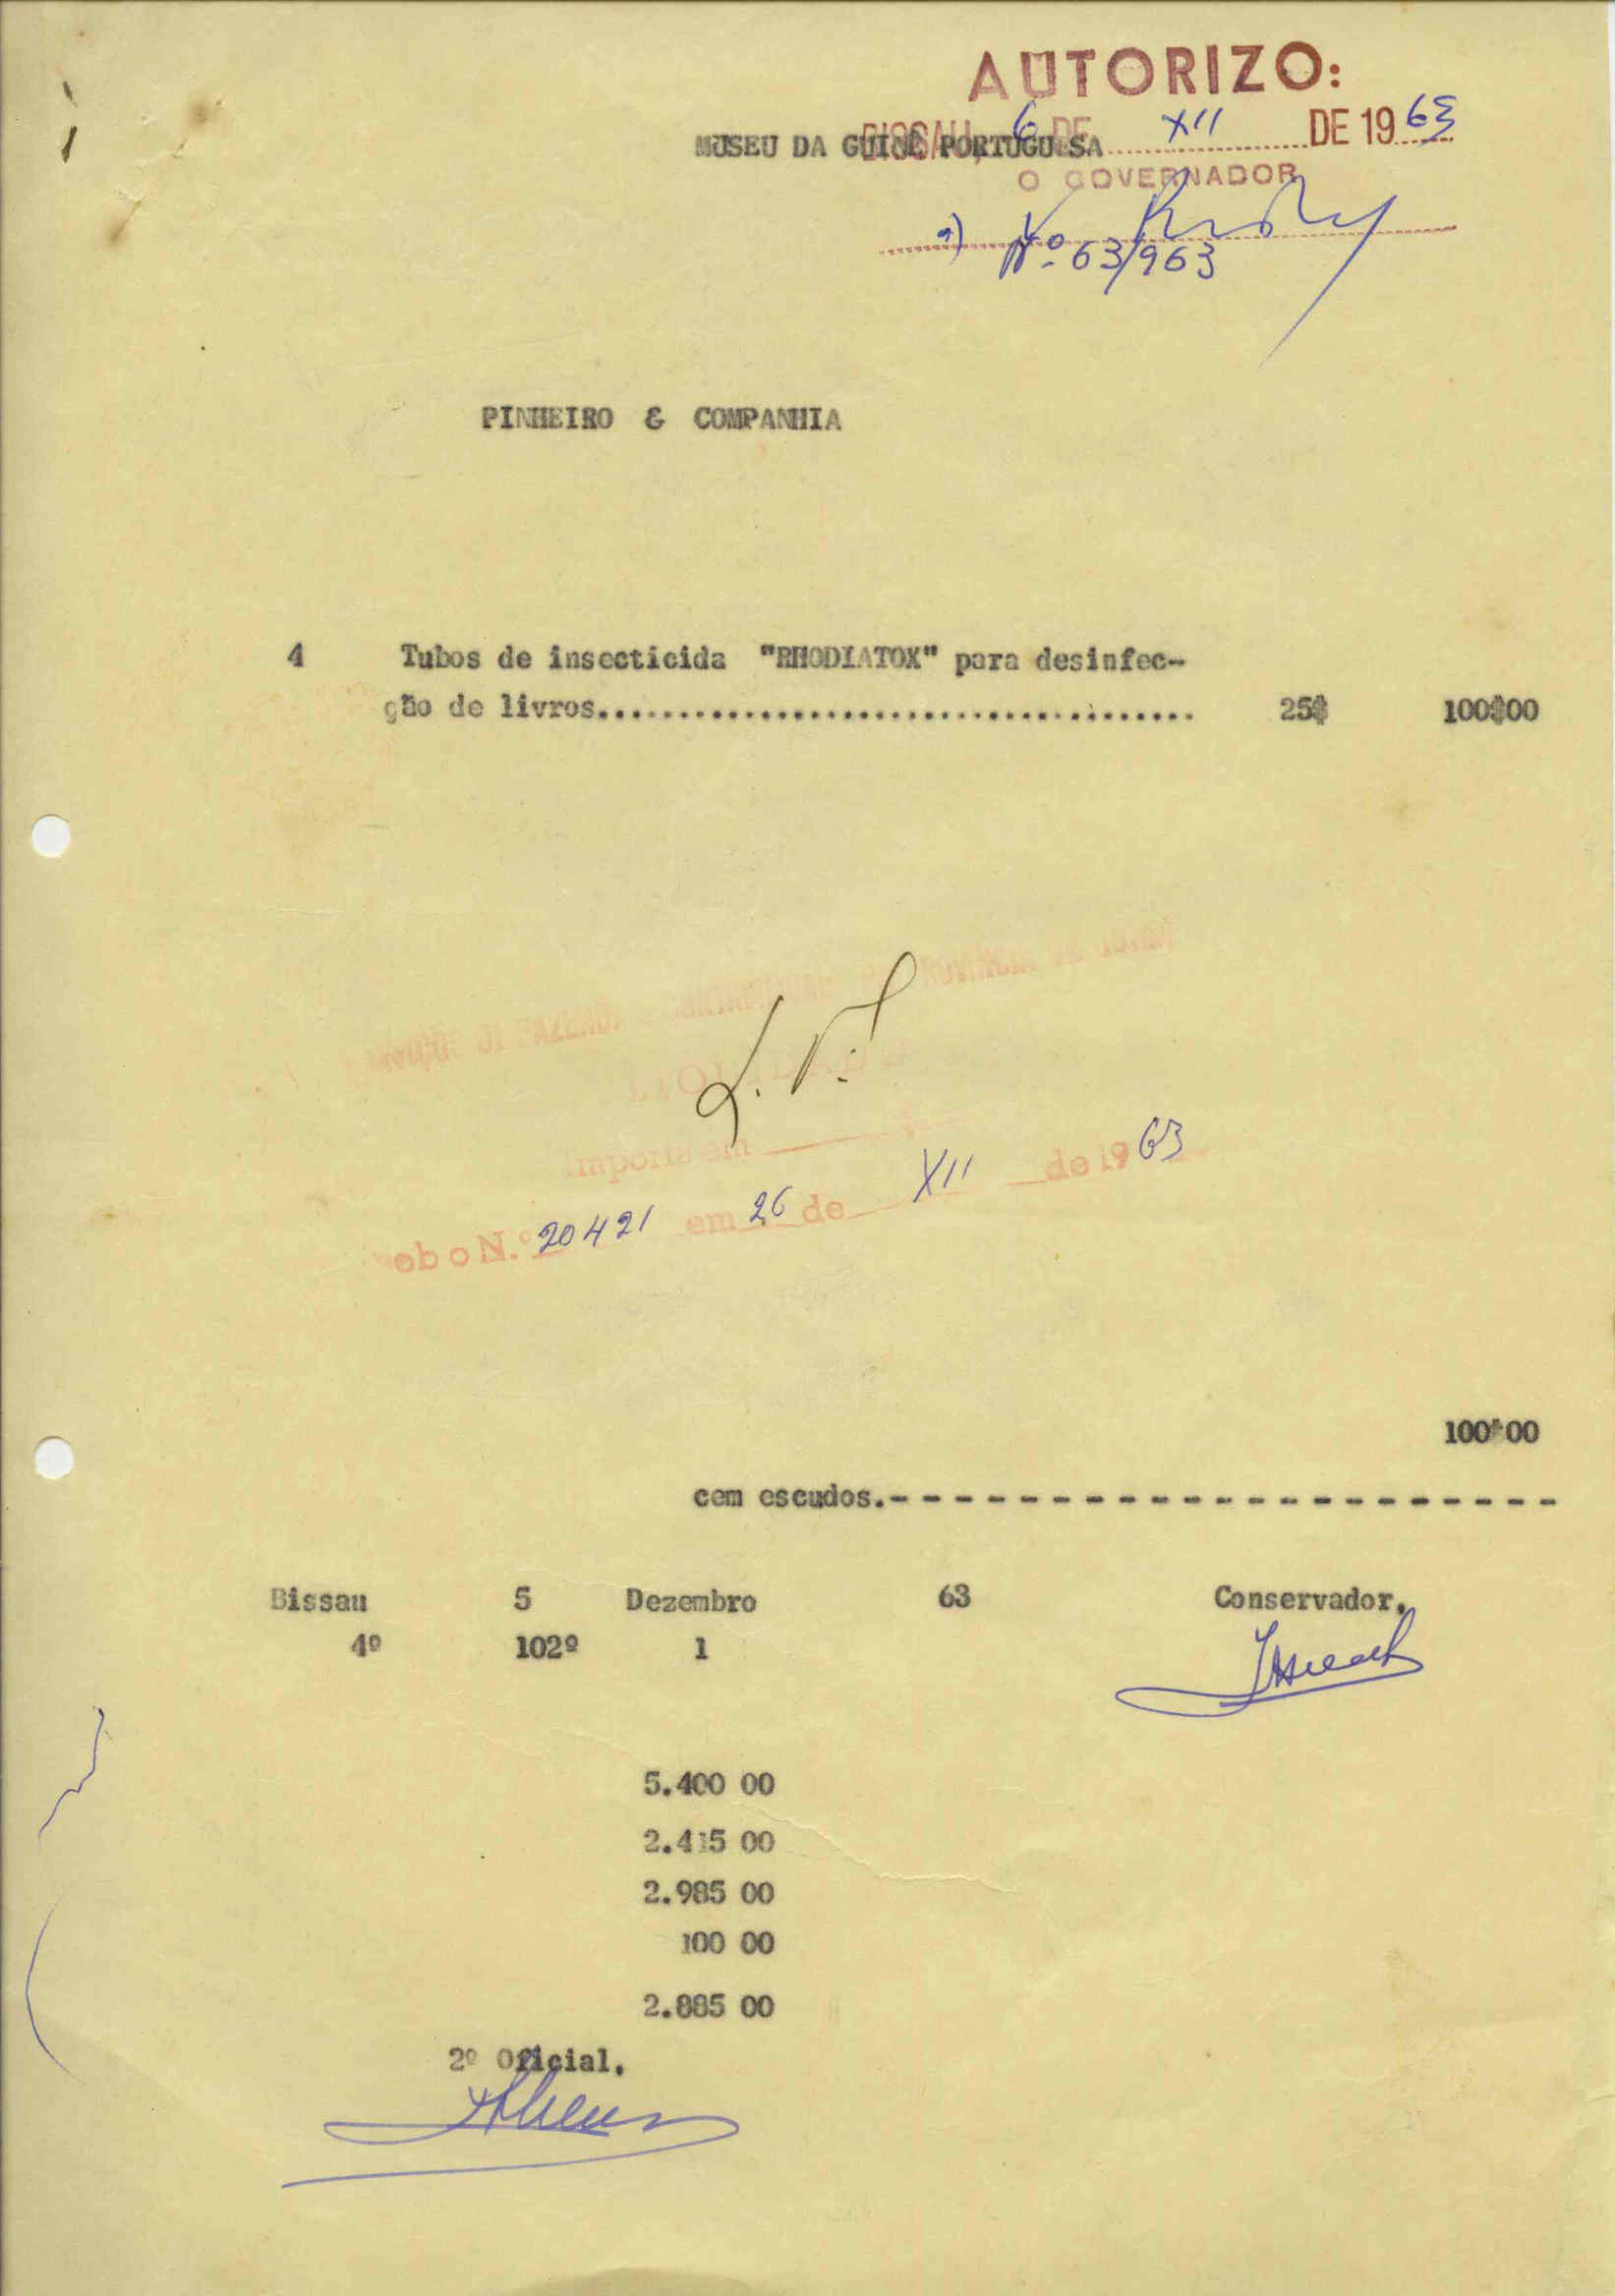 AUTORIZO:
BISSAU, 6 DE XII DE 1963
MUSEU DA GUINÉ PORTUGUESA
O GOVERNADOR
a)
Nº 63/963
PINHEIRO & COMPANHIA
4 Tubos de insecticida "RHODIATOX" para desinfec-
ção de livros..................................... 25$ 100$00
FAZENDA
Importa em
em 26 de XII de 1963
o N.º 20421
100$00
cem escudos.- - - - - - - - - - - - - - - - - - - - -
Bissau 5 Dezembro 63 Conservador.
4º 102º 1
5.400 00
2.415 00
2.985 00
100 00
2.885 00
2º Oficial.